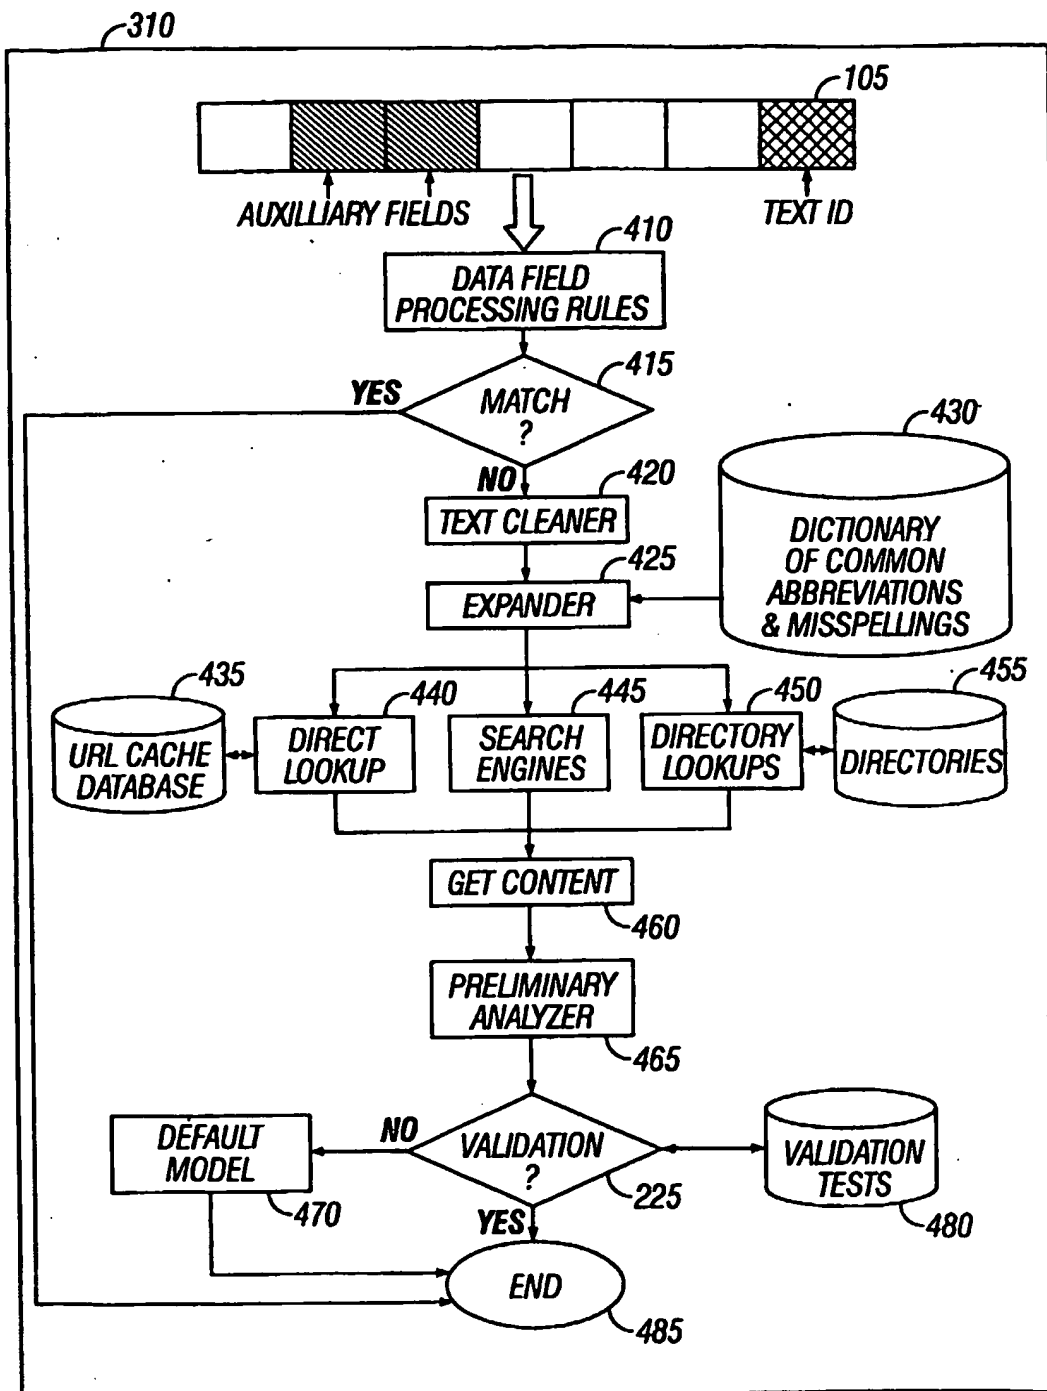 310
105
AUXILLIARY FIELDS
TEXT ID
410
DATA FIELD
PROCESSING RULES
415
YES
MATCH
?
NO
420
TEXT CLEANER
425
EXPANDER
430
DICTIONARY
OF COMMON
ABBREVIATIONS
& MISSPELLINGS
435
URL CACHE
DATABASE
440
DIRECT
LOOKUP
445
SEARCH
ENGINES
450
DIRECTORY
LOOKUPS
455
DIRECTORIES
GET CONTENT
460
PRELIMINARY
ANALYZER
465
DEFAULT
MODEL
470
NO
VALIDATION
?
225
YES
VALIDATION
TESTS
480
END
485